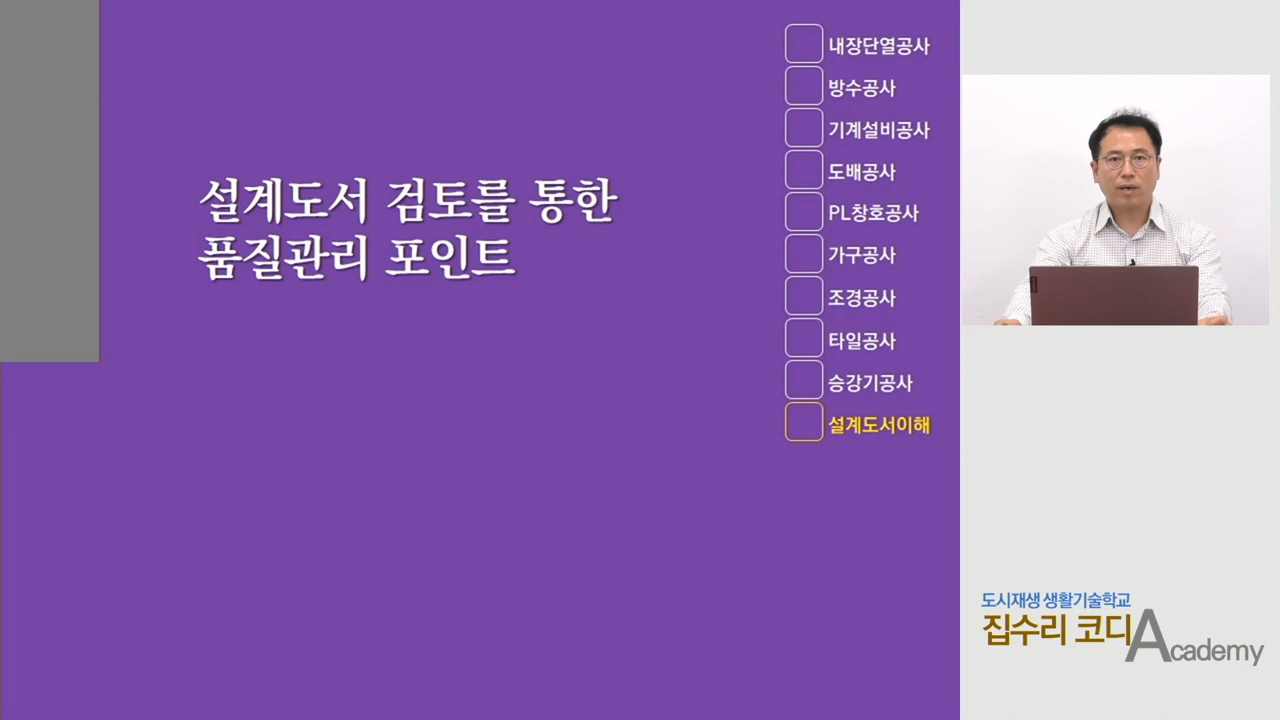 설계도서 검토를 통한
품질관리 포인트
내장단열공사
방수공사
기계설비공사
도배공사
PL창호공사
가구공사
조경공사
타일공사
승강기공사
설계도서이해
도시재생 생활기술학교
집수리 코디Academy